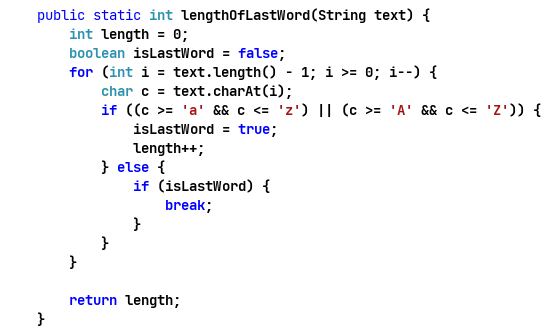 public static int lengthOfLastWord(String text) {
    int length = 0;
    boolean isLastWord = false;
    for (int i = text.length() - 1; i >= 0; i--) {
        char c = text.charAt(i);
        if ((c >= 'a' && c <= 'z') || (c >= 'A' && c <= 'Z')) {
            isLastWord = true;
            length++;
        } else {
            if (isLastWord) {
                break;
            }
        }
    }

    return length;
}